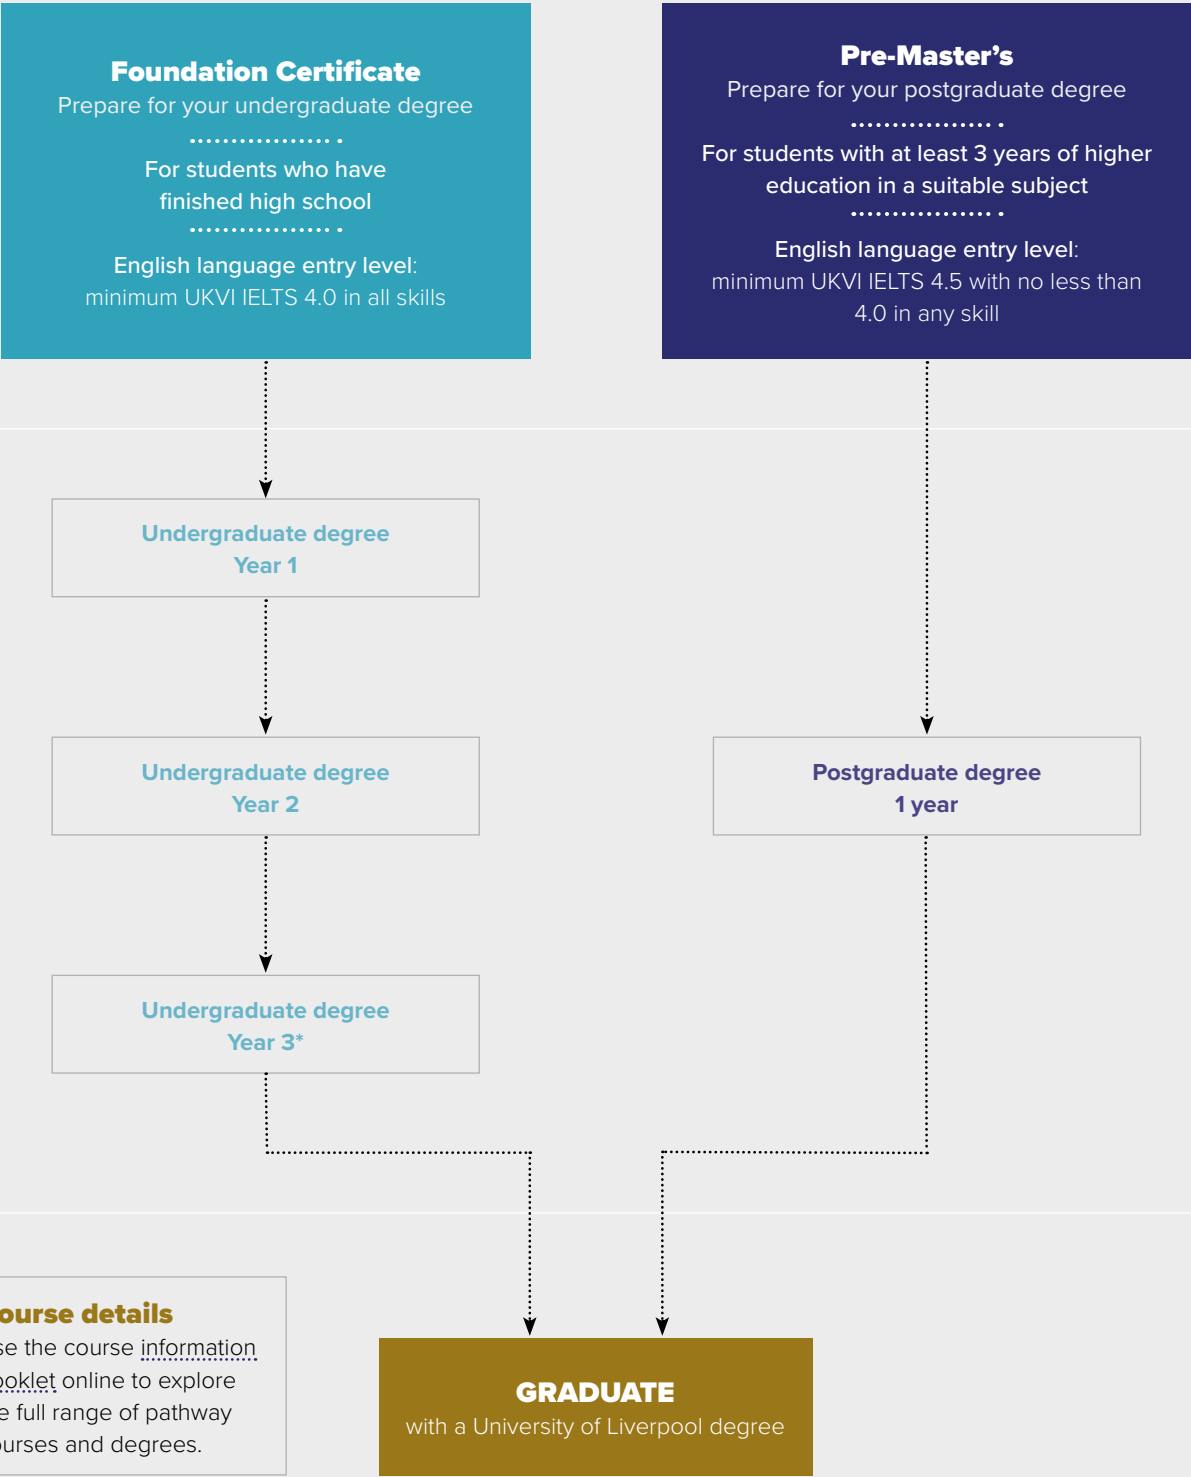 Foundation Certificate
Prepare for your undergraduate degree
For students who have
finished high school
English language entry level:
minimum UKVI IELTS 4.0 in all skills
Pre-Master's
Prepare for your postgraduate degree
For students with at least 3 years of higher
education in a suitable subject
English language entry level:
minimum UKVI IELTS 4.5 with no less than
4.0 in any skill
Undergraduate degree
Year 1
Undergraduate degree
Year 2
Postgraduate degree
1 year
Undergraduate degree
Year 3*
details
the course information
online to explore
full range of pathway
and degrees.
GRADUATE
with a University of Liverpool degree